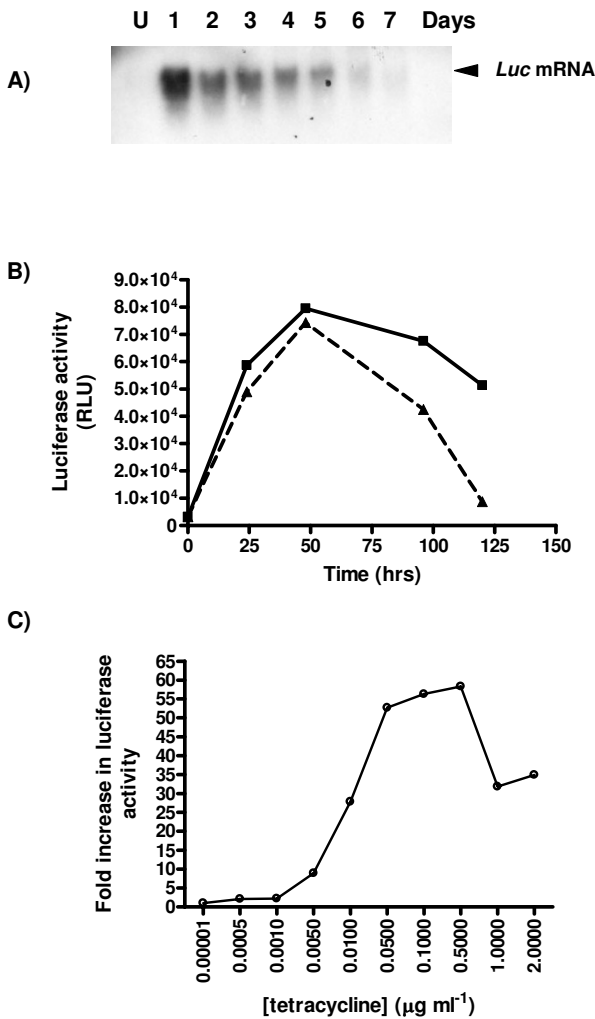 U 1 2 3 4 5 6 7 Days
A)
Luc mRNA
B)
Luciferase activity
(RLU)
9.0×10⁴
8.0×10⁴
7.0×10⁴
6.0×10⁴
5.0×10⁴
4.0×10⁴
3.0×10⁴
2.0×10⁴
1.0×10⁴
0
0 25 50 75 100 125 150
Time (hrs)
C)
Fold increase in luciferase
activity
65
60
55
50
45
40
35
30
25
20
15
10
5
0
0.00001 0.0005 0.0010 0.0050 0.0100 0.0500 0.1000 0.5000 1.0000 2.0000
[tetracycline] (μg ml⁻¹)